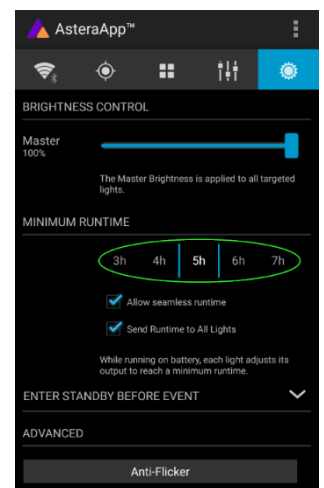 AsteraApp™
BRIGHTNESS CONTROL
Master
100%
The Master Brightness is applied to all targeted
lights.
MINIMUM RUNTIME
3h 4h 5h 6h 7h
Allow seamless runtime
Send Runtime to All Lights
While running on battery, each light adjusts its
output to reach a minimum runtime.
ENTER STANDBY BEFORE EVENT
ADVANCED
Anti-Flicker